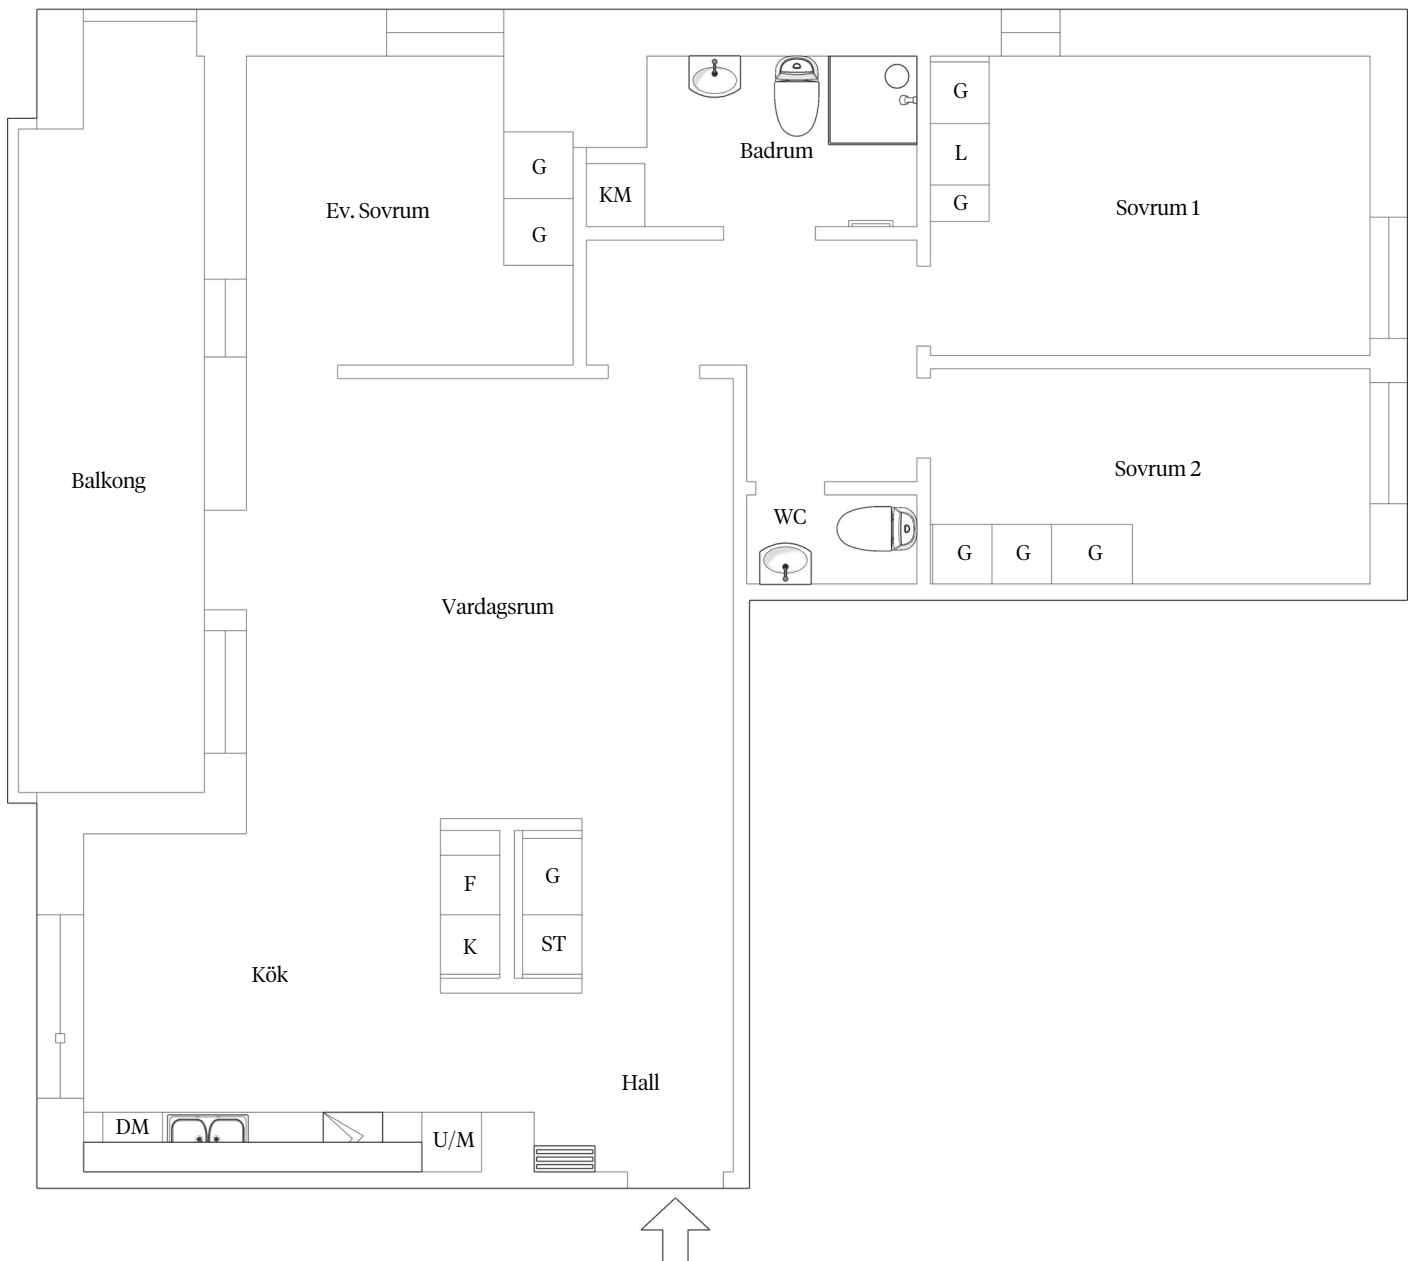 G
Badrum
L
G
KM
Ev. Sovrum
G
Sovrum 1
G
Balkong
Sovrum 2
WC
G
G
G
Vardagsrum
F
G
K
ST
Kök
Hall
DM
U/M